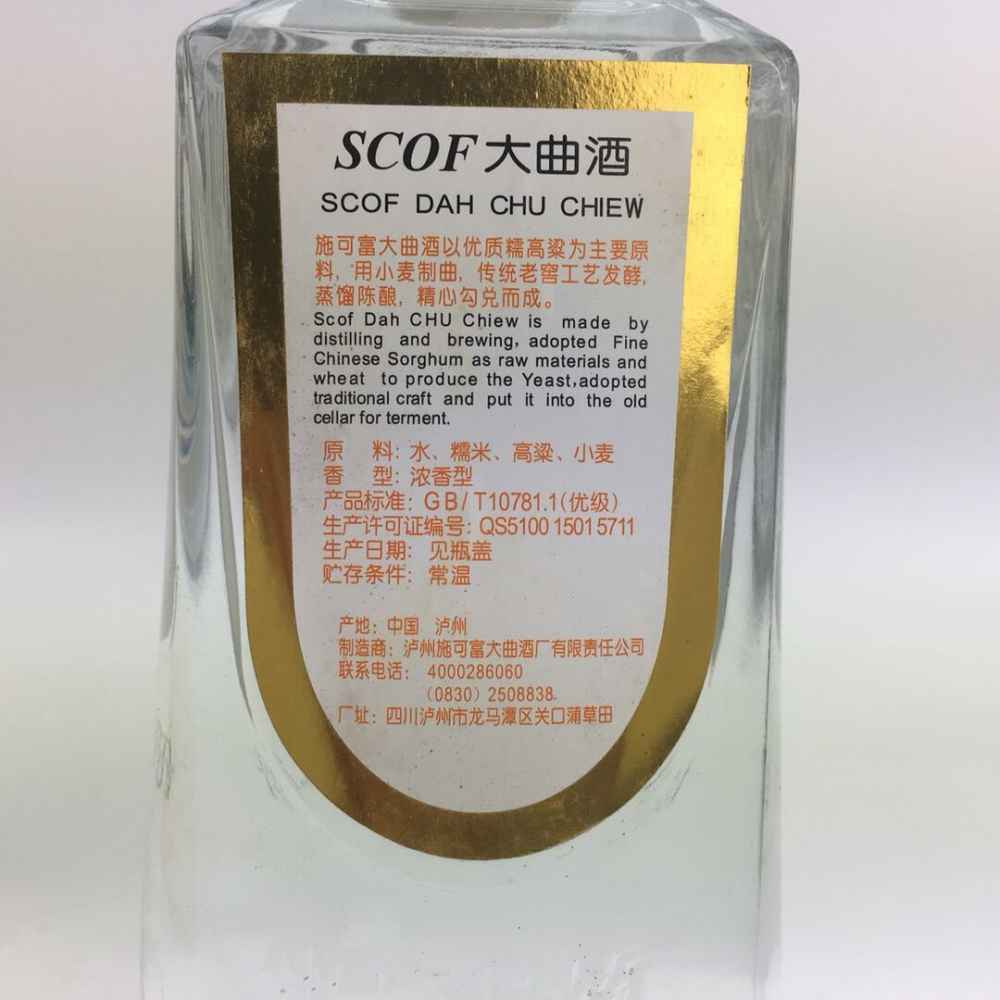 SCOF 大曲酒
SCOF DAH CHU CHIEW
施可富大曲酒以优质糯高粱为主要原
料, 用小麦制曲, 传统老窖工艺发酵,
蒸馏陈酿, 精心勾兑而成。
Scof Dah CHU Chiew is made by
distilling and brewing, adopted Fine
Chinese Sorghum as raw materials and
wheat to produce the Yeast,adopted
traditional craft and put it into the old
cellar for terment.
原 料: 水、糯米、高粱、小麦
香 型: 浓香型
产品标准: GB/T10781.1(优级)
生产许可证编号: QS5100 1501 5711
生产日期: 见瓶盖
贮存条件: 常温
产地: 中国 泸州
制造商: 泸州施可富大曲酒厂有限责任公司
联系电话: 4000286060
(0830) 2508838
厂址: 四川泸州市龙马潭区关口蒲草田